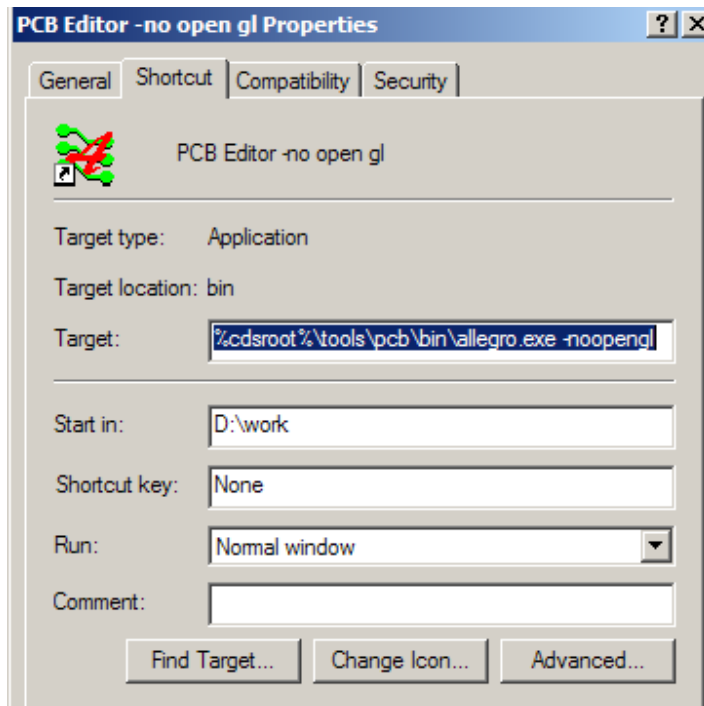 PCB Editor -no open gl Properties
General Shortcut Compatibility Security
PCB Editor -no open gl
Target type: Application
Target location: bin
Target: %cdsroot%\tools\pcb\bin\allegro.exe -noopengl
Start in: D:\work
Shortcut key: None
Run: Normal window
Comment:
Find Target... Change Icon... Advanced...